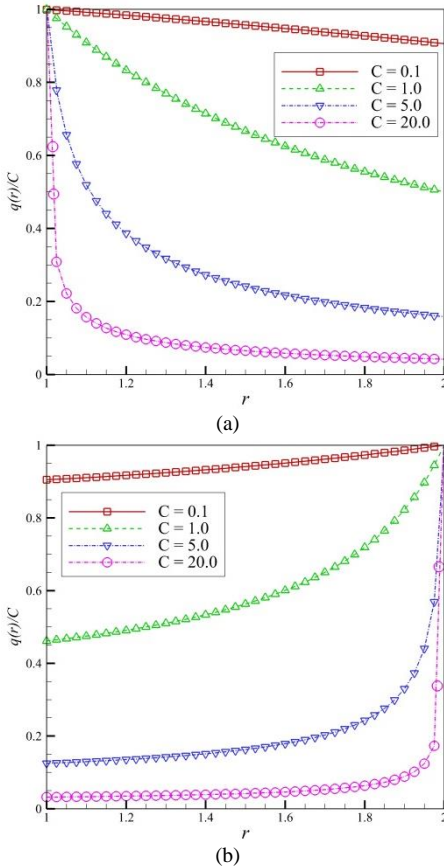 1
0.8
0.6
0.4
0.2
0
q(r)/C
C = 0.1
C = 1.0
C = 5.0
C = 20.0
1 1.2 1.4 1.6 1.8 2
r
(a)
1
0.8
0.6
0.4
0.2
0
q(r)/C
C = 0.1
C = 1.0
C = 5.0
C = 20.0
1 1.2 1.4 1.6 1.8 2
r
(b)